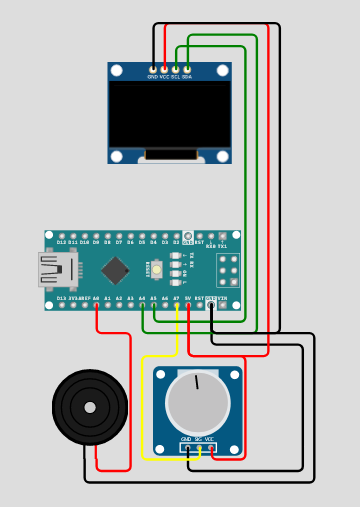 GND VCC SCL SDA
D12 D11 D10 D9 D8 D7 D6 D5 D4 D3 D2 GND RST RX0 TX1
RESET
TX RX ON L
D13 3V3 AREF A0 A1 A2 A3 A4 A5 A6 A7 5V RST GND VIN
GND SIG VCC